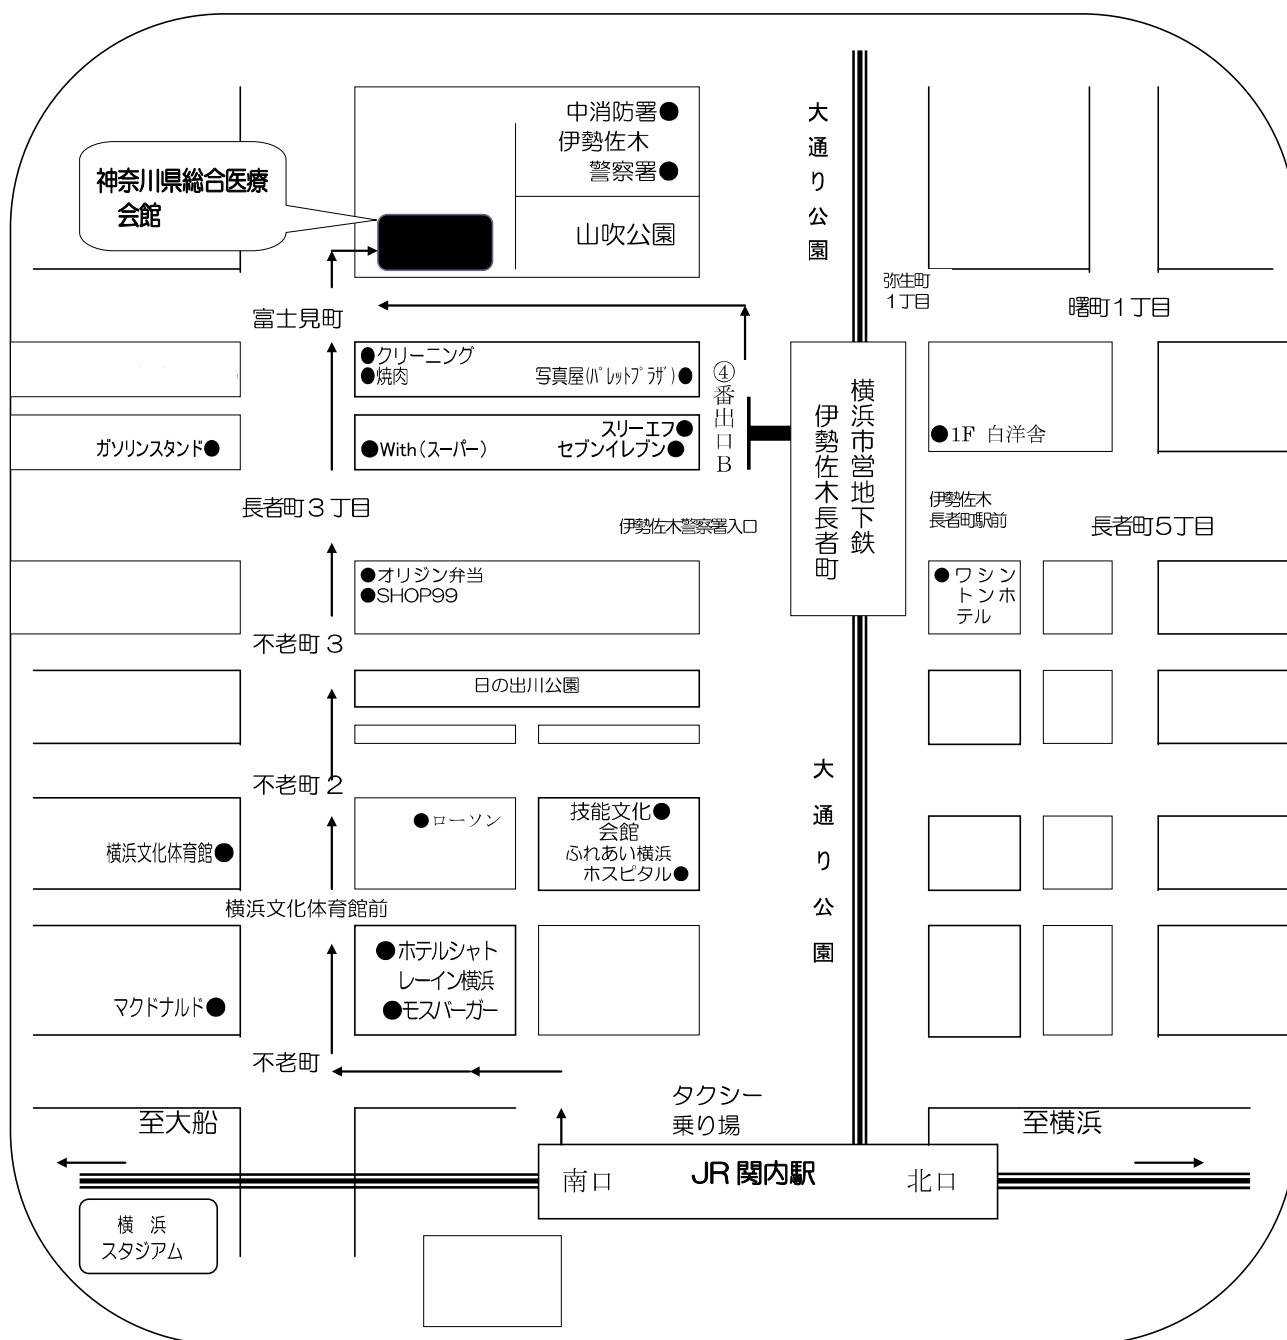 中消防署●
伊勢佐木
警察署●
神奈川県総合医療
会館
山吹公園
大通り公園
弥生町
1丁目
曙町1丁目
富士見町
●クリーニング
●焼肉
写真屋(パレットプラザ)●
④番出口B
横浜市営地下鉄
伊勢佐木長者町
ガソリンスタンド●
●With(スーパー)
スリーエフ●
セブンイレブン●
●1F 白洋舎
長者町3丁目
伊勢佐木警察署入口
伊勢佐木
長者町駅前
長者町5丁目
●オリジン弁当
●SHOP99
●ワシン
トンホ
テル
不老町3
日の出川公園
不老町2
大通り公園
●ローソン
技能文化●
会館
ふれあい横浜
ホスピタル●
横浜文化体育館●
横浜文化体育館前
●ホテルシャト
レーイン横浜
●モスバーガー
マクドナルド●
不老町
タクシー
乗り場
至大船
至横浜
南口
JR関内駅
北口
横 浜
スタジアム